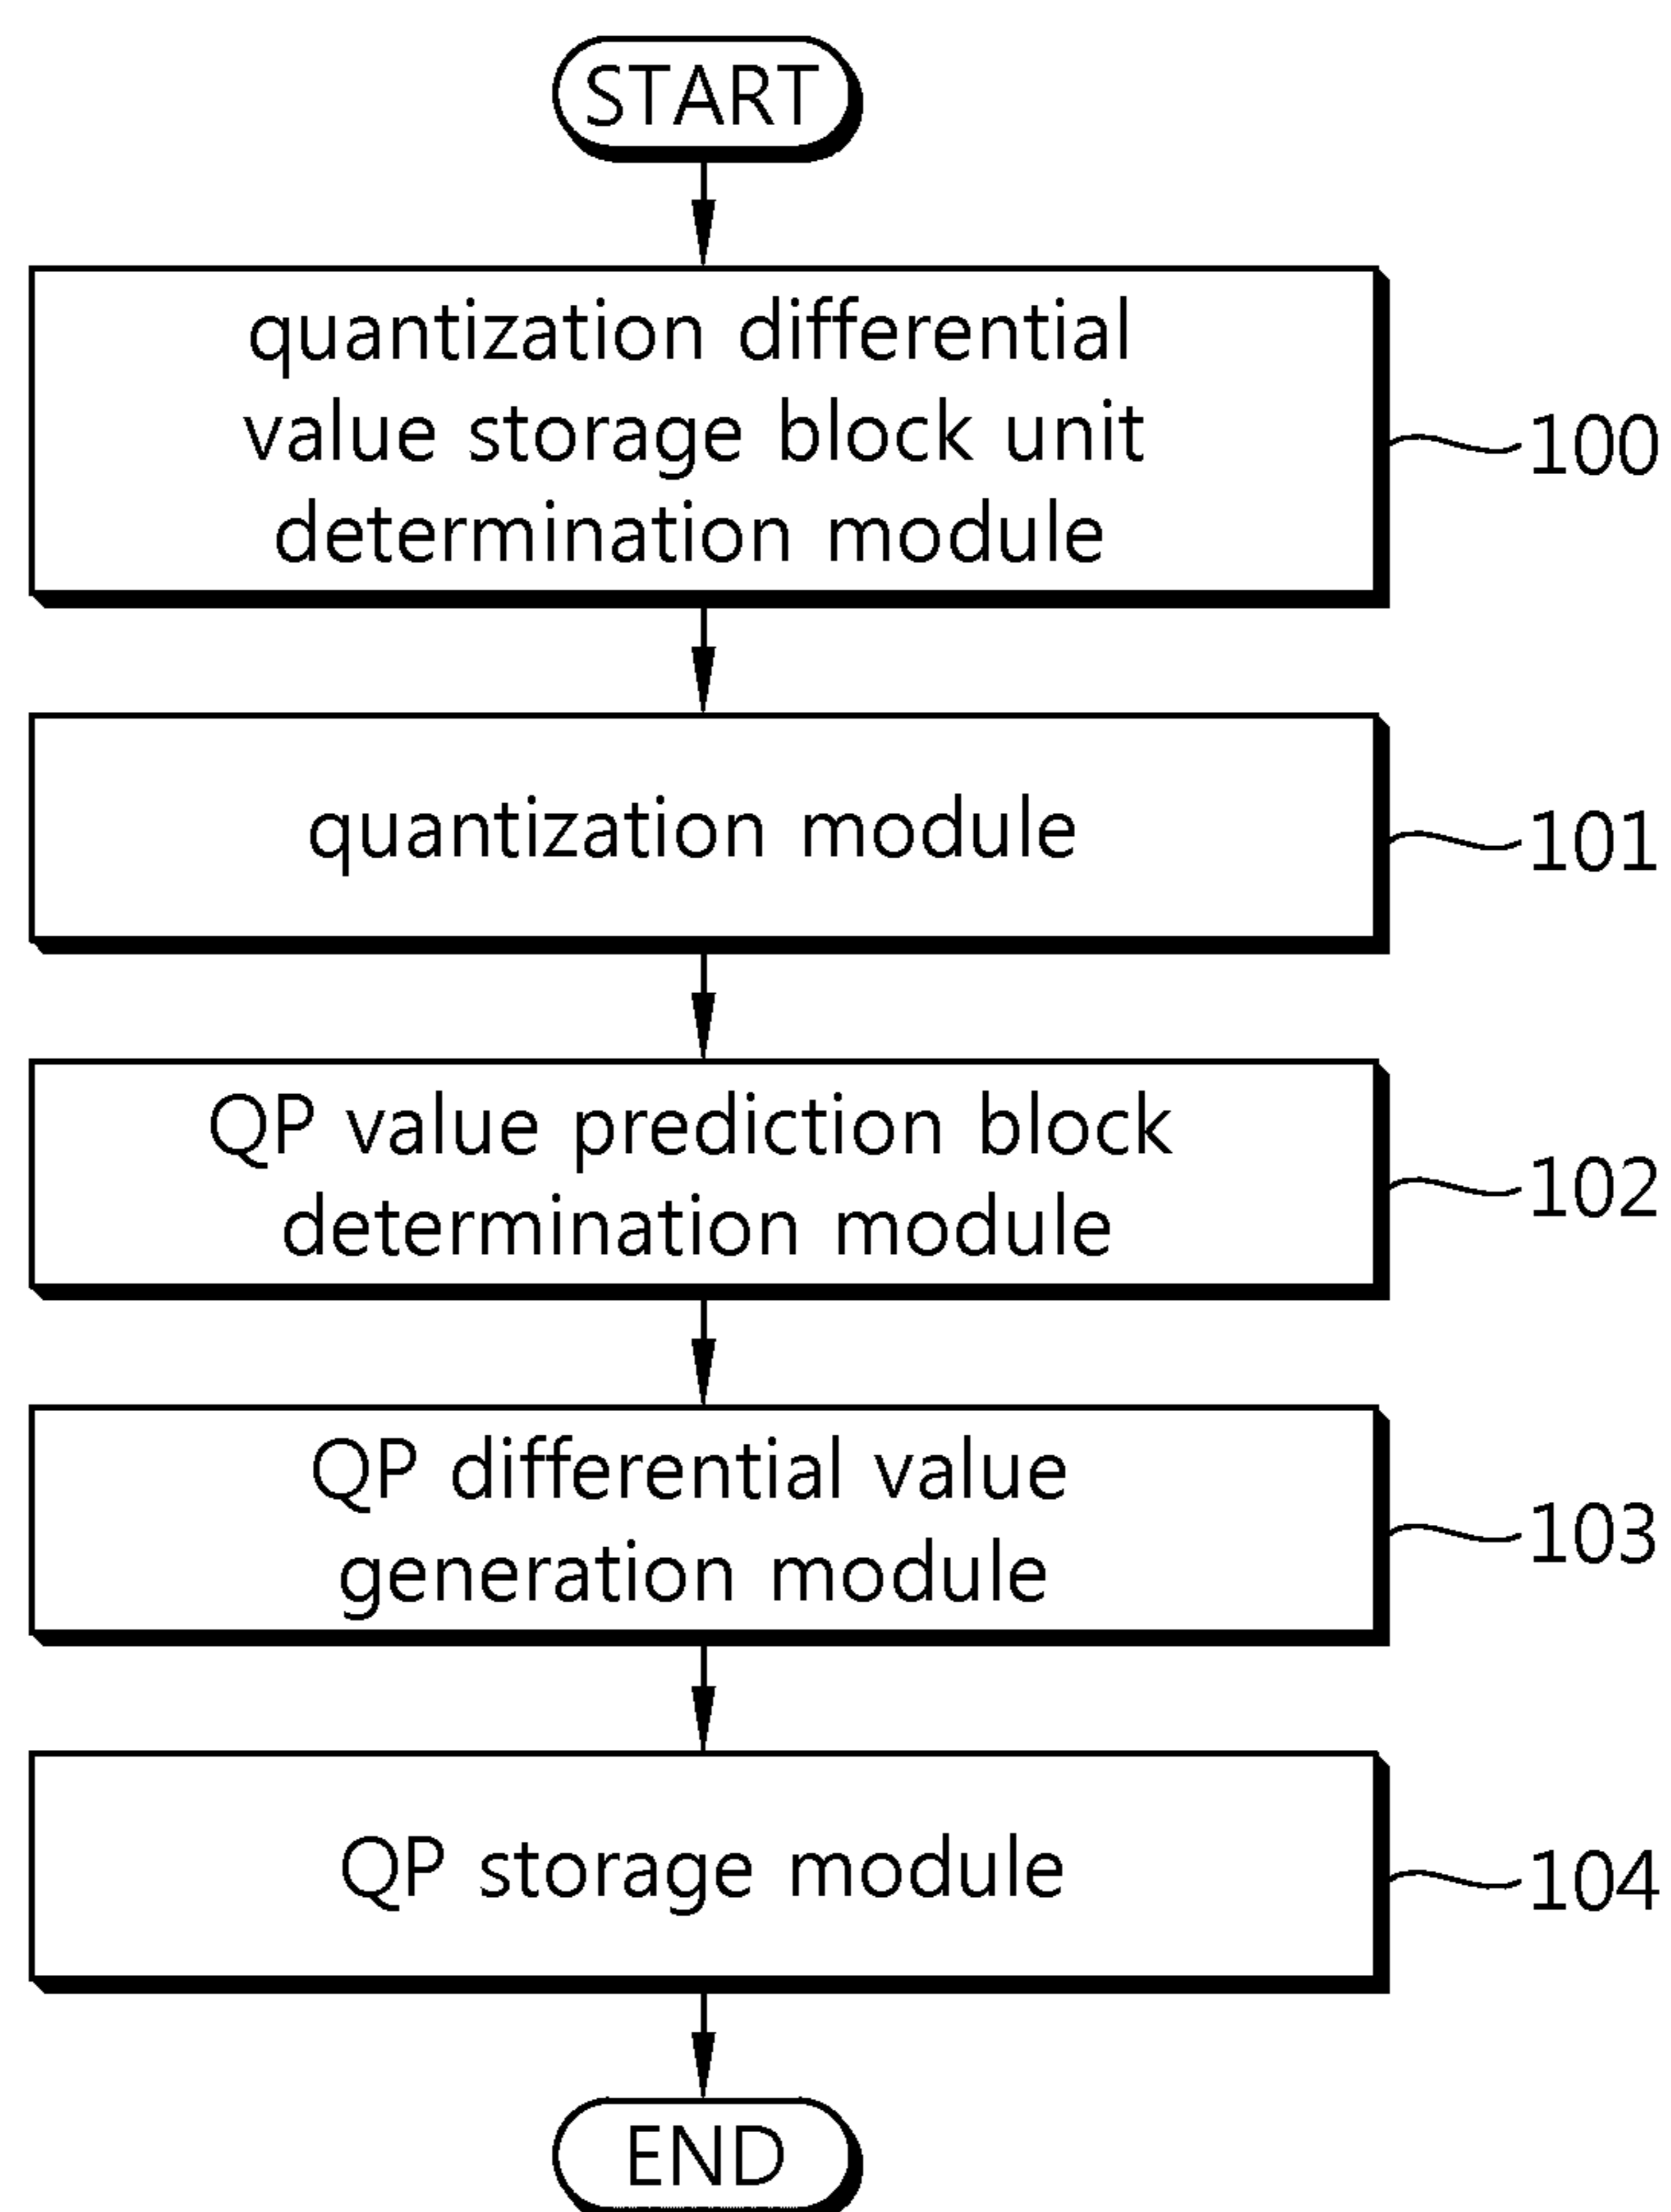 START
quantization differential
value storage block unit
determination module
100
quantization module
101
QP value prediction block
determination module
102
QP differential value
generation module
103
QP storage module
104
END